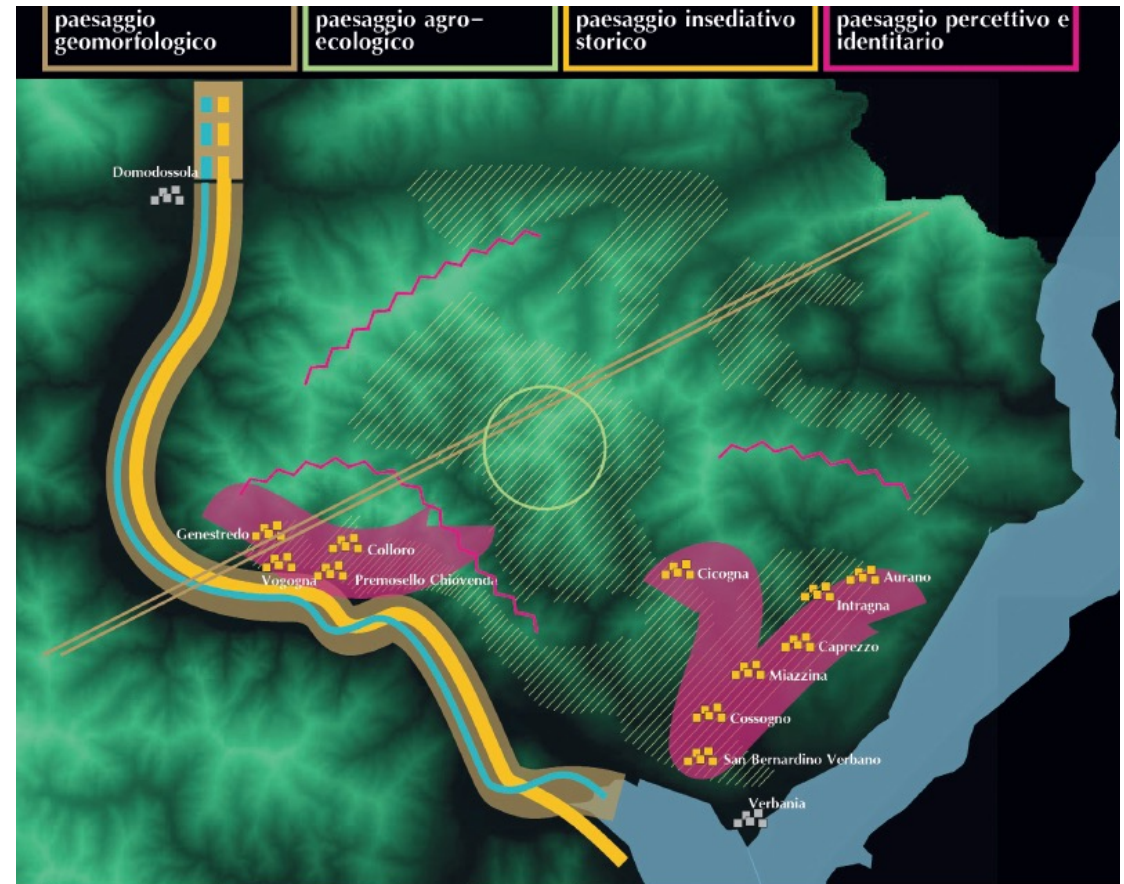 paesaggio
geomorfologico
paesaggio agro-
ecologico
paesaggio insediativo
storico
paesaggio percettivo e
identitario
Domodossola
Genestredo
Colloro
Vogogna
Premosello Chiovenda
Cicogna
Aurano
Intragna
Caprezzo
Miazzina
Cossogno
San Bernardino Verbano
Verbania